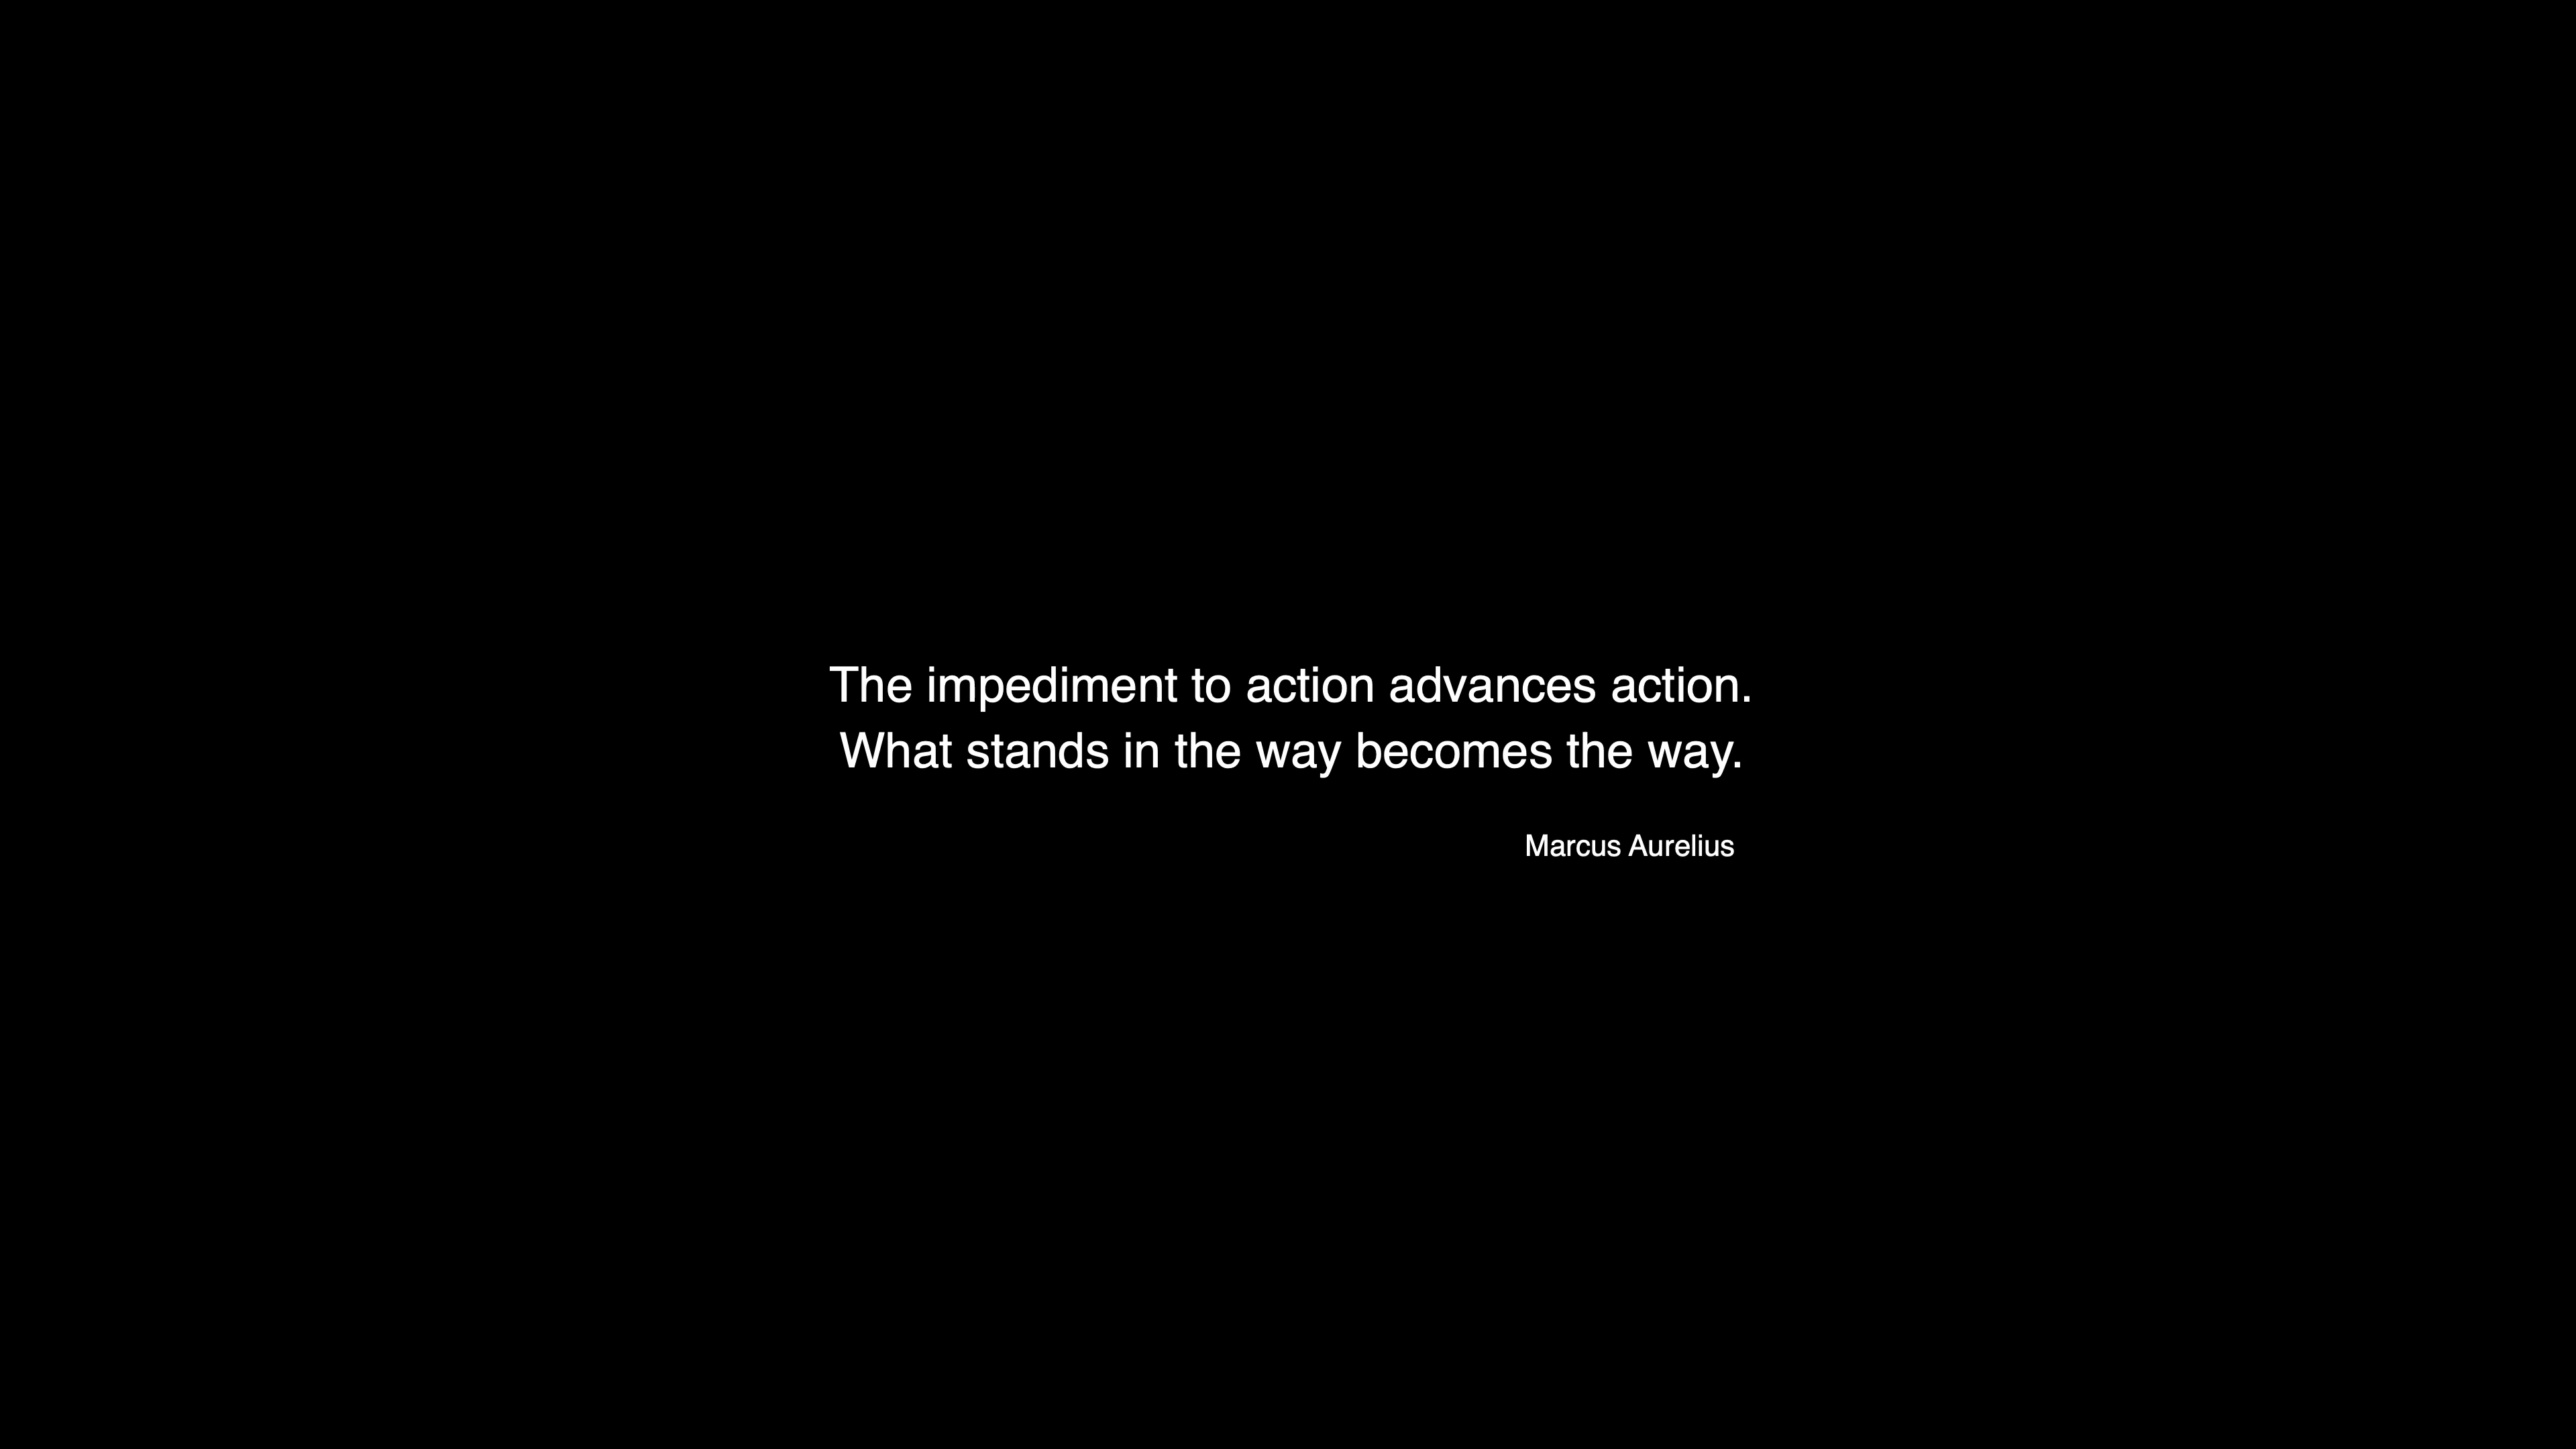 The impediment to action advances action.
What stands in the way becomes the way.
Marcus Aurelius